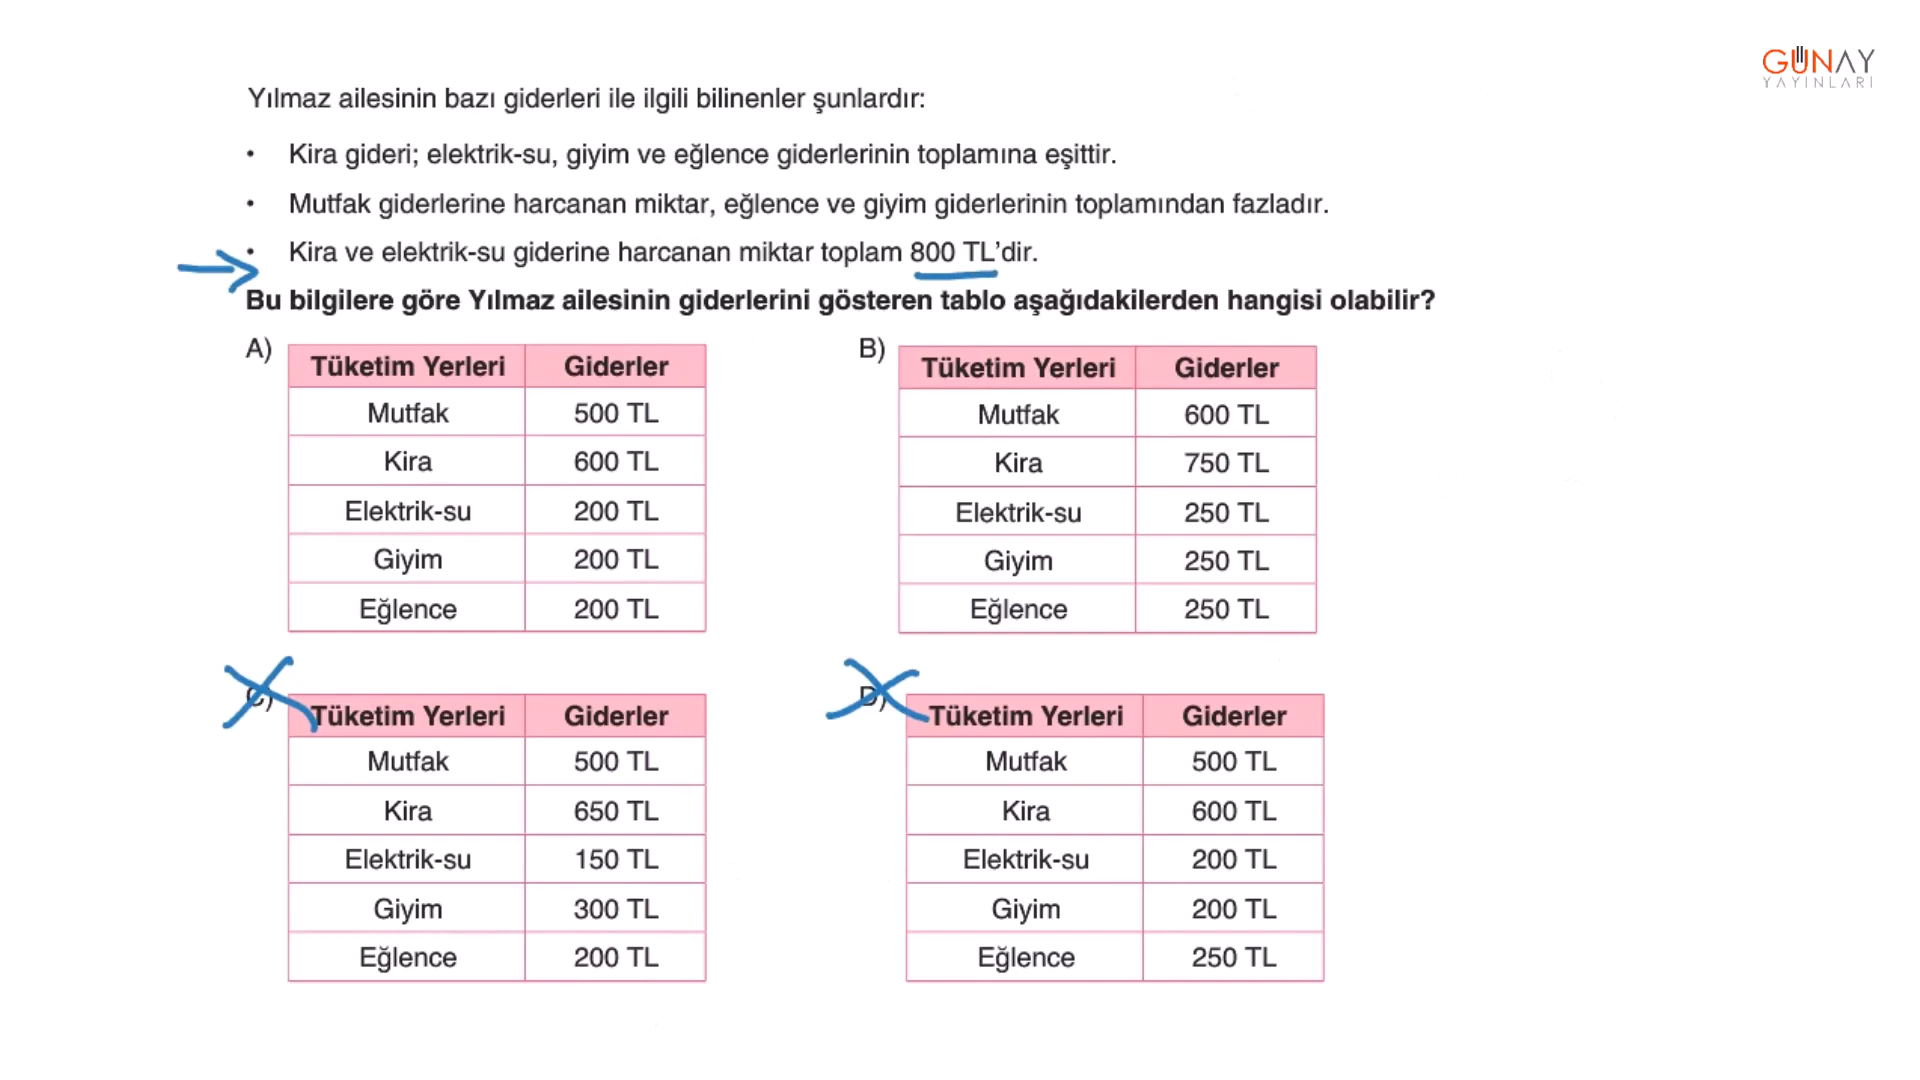 GÜNAY
YAYINLARI
Yılmaz ailesinin bazı giderleri ile ilgili bilinenler şunlardır:
• Kira gideri; elektrik-su, giyim ve eğlence giderlerinin toplamına eşittir.
• Mutfak giderlerine harcanan miktar, eğlence ve giyim giderlerinin toplamından fazladır.
• Kira ve elektrik-su giderine harcanan miktar toplam 800 TL'dir.
Bu bilgilere göre Yılmaz ailesinin giderlerini gösteren tablo aşağıdakilerden hangisi olabilir?
A)
Tüketim Yerleri Giderler
Mutfak 500 TL
Kira 600 TL
Elektrik-su 200 TL
Giyim 200 TL
Eğlence 200 TL
B)
Tüketim Yerleri Giderler
Mutfak 600 TL
Kira 750 TL
Elektrik-su 250 TL
Giyim 250 TL
Eğlence 250 TL
C)
Tüketim Yerleri Giderler
Mutfak 500 TL
Kira 650 TL
Elektrik-su 150 TL
Giyim 300 TL
Eğlence 200 TL
D)
Tüketim Yerleri Giderler
Mutfak 500 TL
Kira 600 TL
Elektrik-su 200 TL
Giyim 200 TL
Eğlence 250 TL